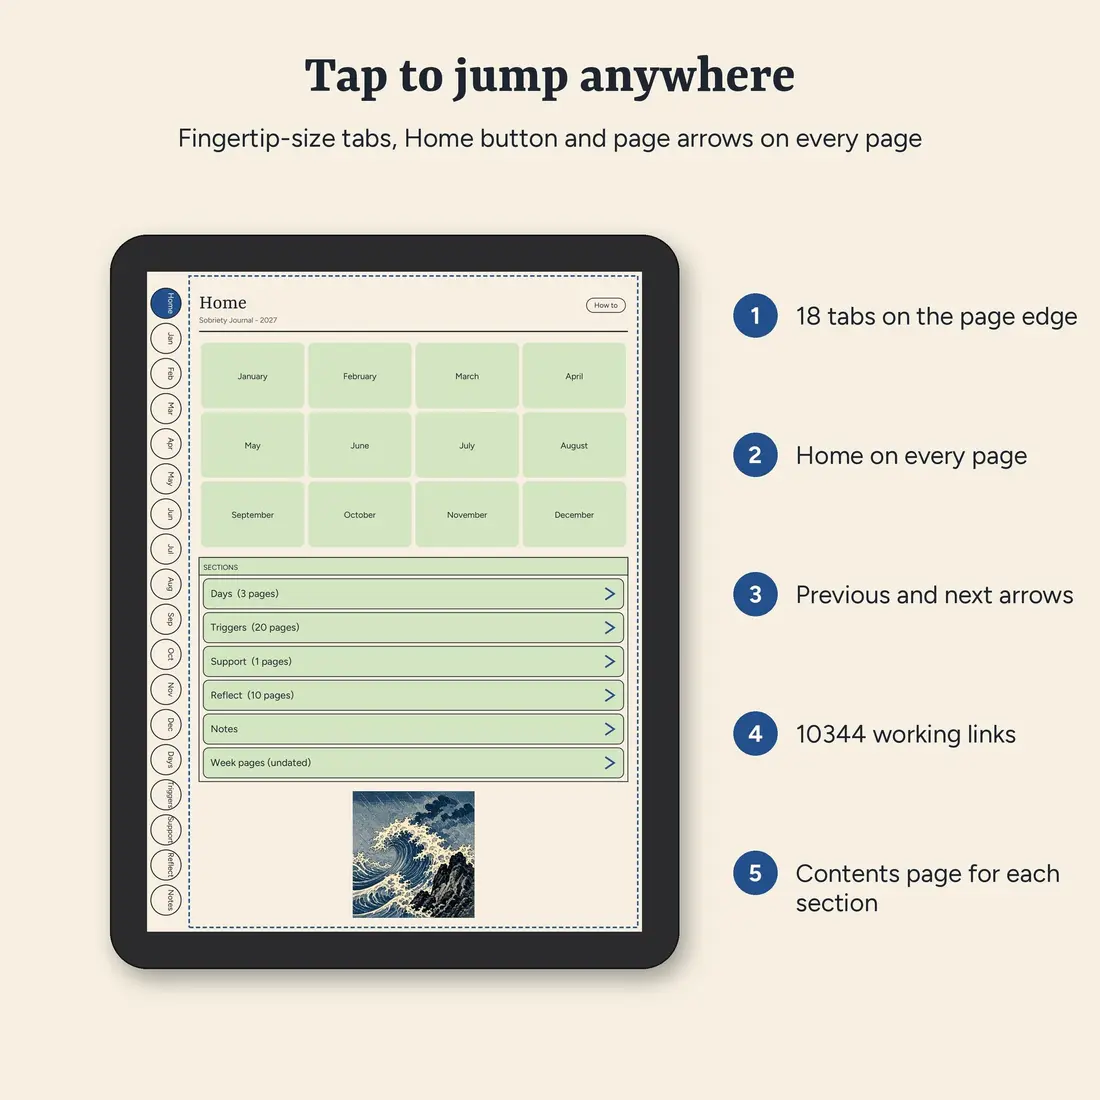 Tap to jump anywhere
Fingertip-size tabs, Home button and page arrows on every page
Home
Jan
Feb
Mar
Apr
May
Jun
Jul
Aug
Sep
Oct
Nov
Dec
Days
Triggers
Support
Reflect
Notes
Home
How to
Sobriety Journal - 2027
January
February
March
April
May
June
July
August
September
October
November
December
SECTIONS
Days (3 pages)
Triggers (20 pages)
Support (1 pages)
Reflect (10 pages)
Notes
Week pages (undated)
1 18 tabs on the page edge
2 Home on every page
3 Previous and next arrows
4 10344 working links
5 Contents page for each
section